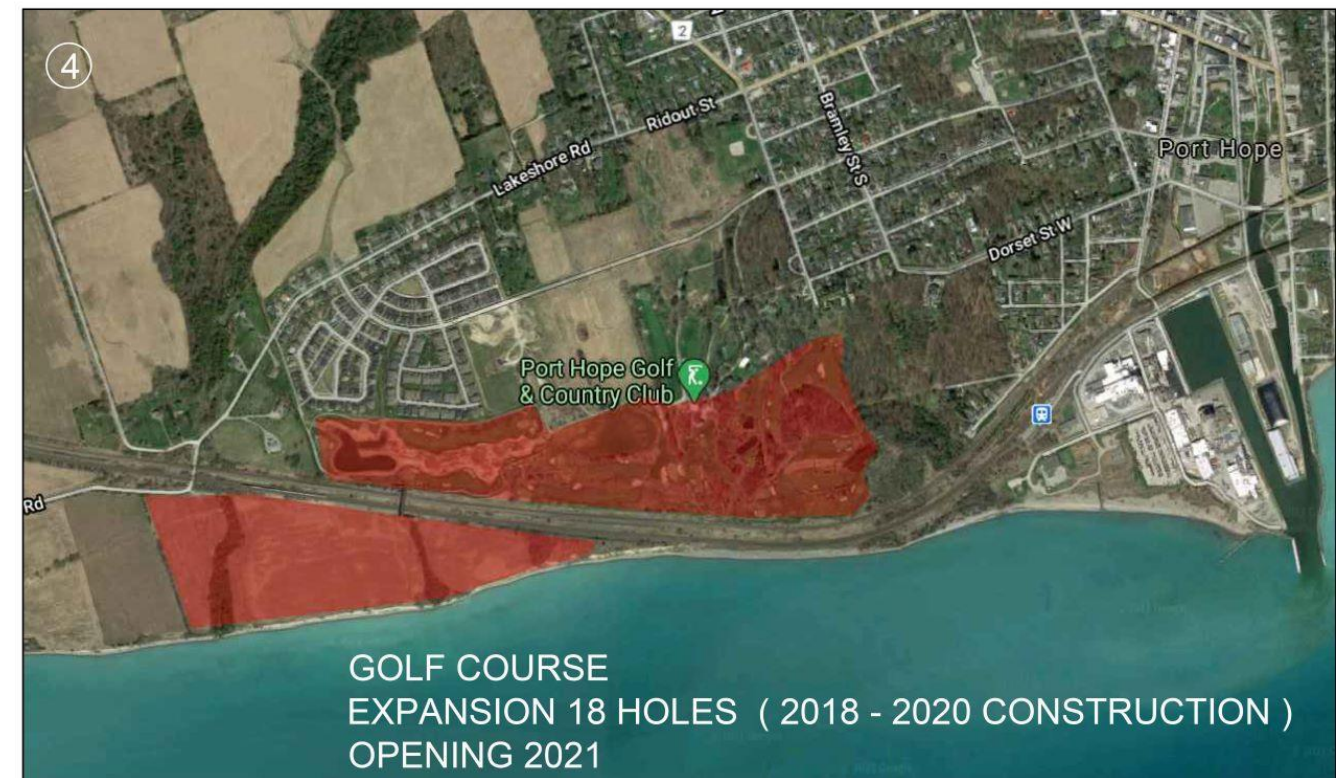 ④
2
Ridout St
Bramley St S
Lakeshore Rd
Port Hope
Dorset St W
Port Hope Golf
& Country Club
Rd
GOLF COURSE
EXPANSION 18 HOLES ( 2018 - 2020 CONSTRUCTION )
OPENING 2021